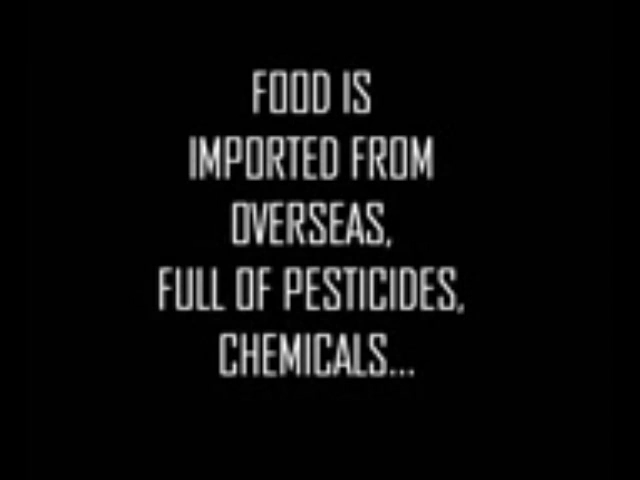 FOOD IS
IMPORTED FROM
OVERSEAS,
FULL OF PESTICIDES,
CHEMICALS...